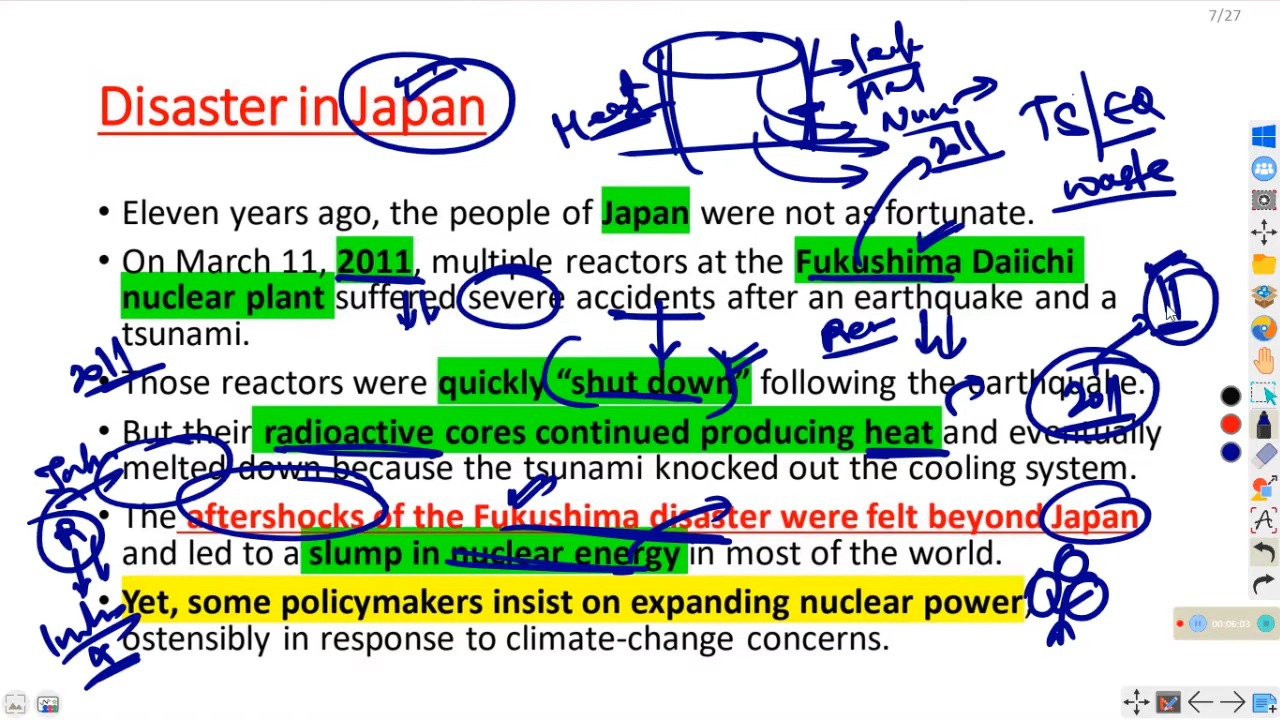 7/27
Disaster in Japan
Heat
TS EQ
2011
waste
• Eleven years ago, the people of Japan were not as fortunate.
• On March 11, 2011, multiple reactors at the Fukushima Daiichi
nuclear plant suffered severe accidents after an earthquake and a
tsunami.
11
2011
• Those reactors were quickly “shut down” following the earthquake.
2011
• But their radioactive cores continued producing heat and eventually
melted down because the tsunami knocked out the cooling system.
• The aftershocks of the Fukushima disaster were felt beyond Japan
and led to a slump in nuclear energy in most of the world.
R
• Yet, some policymakers insist on expanding nuclear power,
ostensibly in response to climate-change concerns.
00:06:03